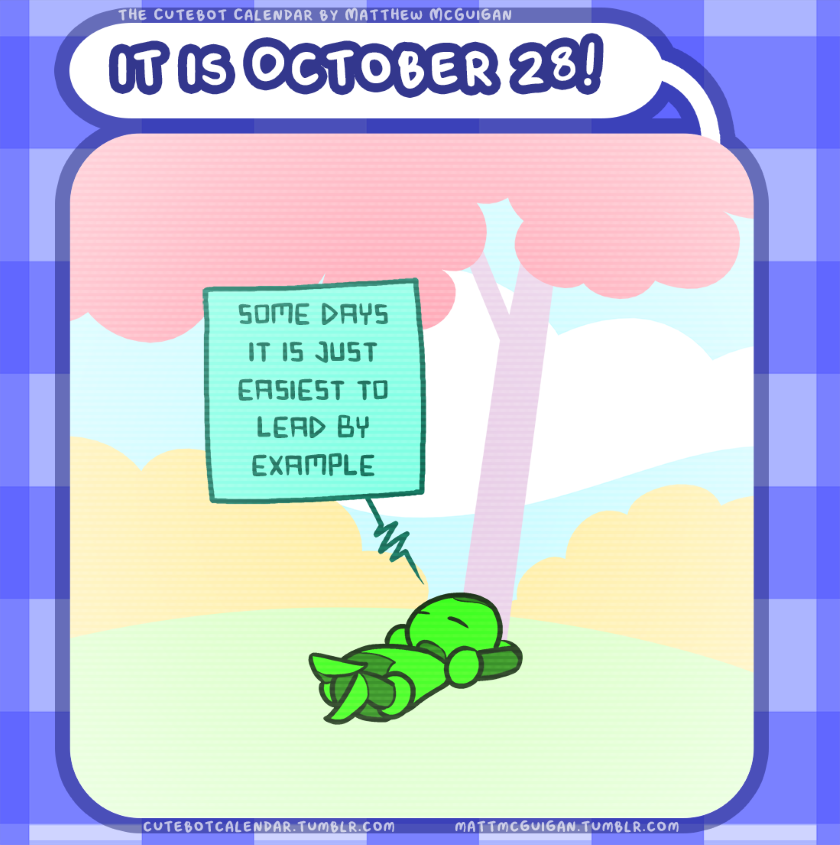 THE CUTEBOT CALENDAR BY MATTHEW MCGUIGAN
IT IS OCTOBER 28!
SOME DAYS
IT IS JUST
EASIEST TO
LEAD BY
EXAMPLE
CUTEBOTCALENDAR.TUMBLR.COM
MATTMCGUIGAN.TUMBLR.COM